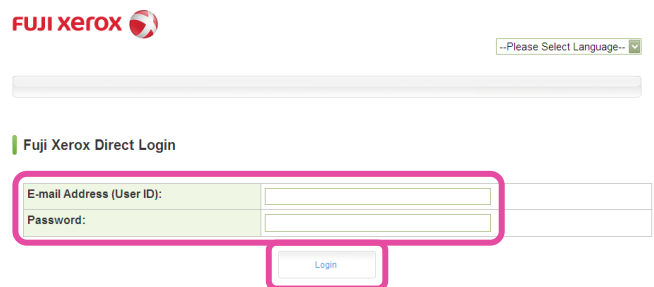 FUJI xerox
--Please Select Language--
Fuji Xerox Direct Login
E-mail Address (User ID):
Password:
Login